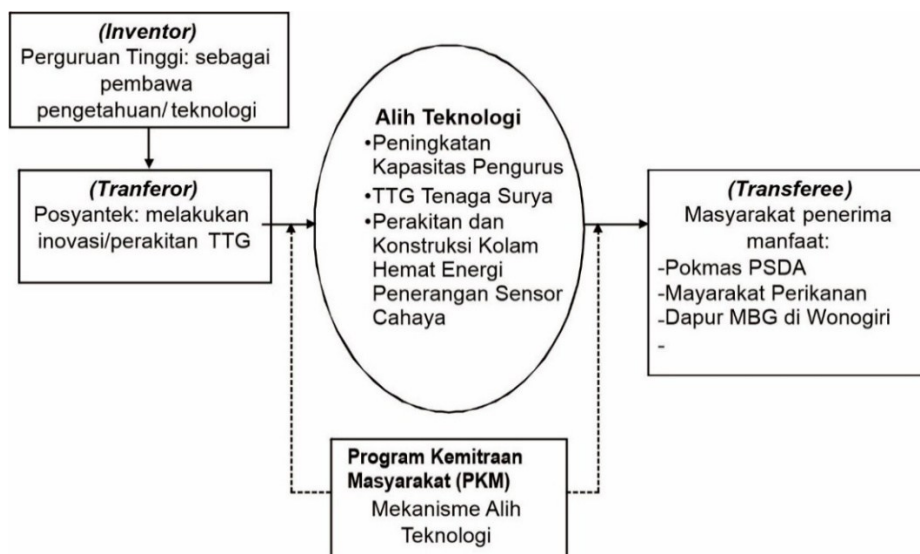 (Inventor)
Perguruan Tinggi: sebagai
pembawa
pengetahuan/ teknologi
(Tranferor)
Posyantek: melakukan
inovasi/perakitan TTG
Alih Teknologi
•Peningkatan
Kapasitas Pengurus
•TTG Tenaga Surya
•Perakitan dan
Konstruksi Kolam
Hemat Energi
Penerangan Sensor
Cahaya
(Transferee)
Masyarakat penerima
manfaat:
-Pokmas PSDA
-Mayarakat Perikanan
-Dapur MBG di Wonogiri
-
Program Kemitraan
Masyarakat (PKM)
Mekanisme Alih
Teknologi